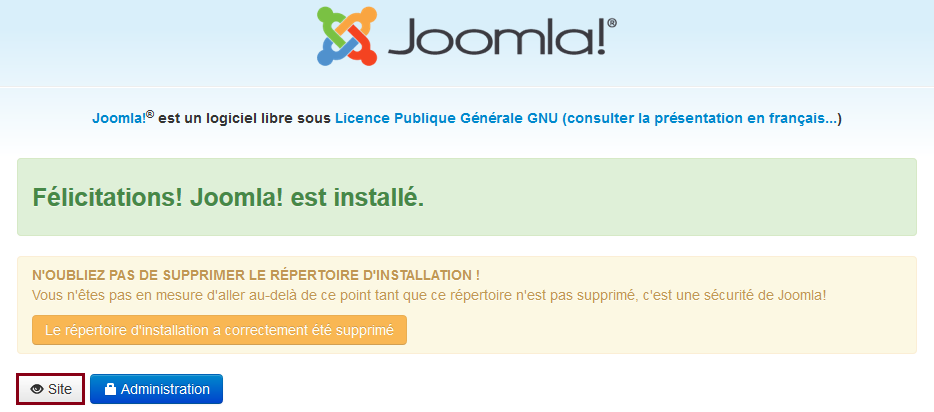 Joomla!®
Joomla!® est un logiciel libre sous Licence Publique Générale GNU (consulter la présentation en français...)
Félicitations! Joomla! est installé.
N'OUBLIEZ PAS DE SUPPRIMER LE RÉPERTOIRE D'INSTALLATION !
Vous n'êtes pas en mesure d'aller au-delà de ce point tant que ce répertoire n'est pas supprimé, c'est une sécurité de Joomla!
Le répertoire d'installation a correctement été supprimé
Site Administration